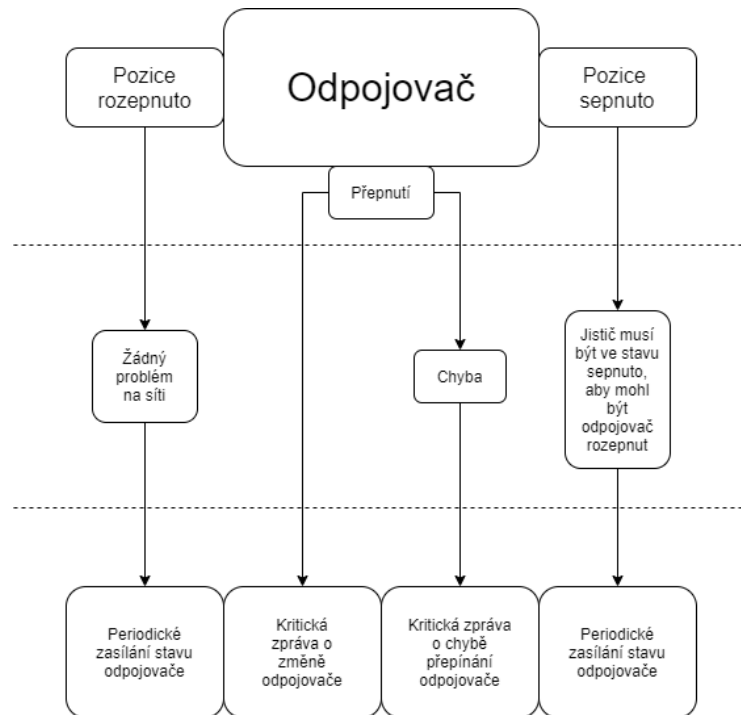 Odpojovač
Pozice
rozepnuto
Pozice
sepnuto
Přepnutí
Žádný
problém
na síti
Chyba
Jistič musí
být ve stavu
sepnuto,
aby mohl
být
odpojovač
rozepnut
Periodické
zasílání stavu
odpojovače
Kritická
zpráva o
změně
odpojovače
Kritická zpráva
o chybě
přepínání
odpojovače
Periodické
zasílání stavu
odpojovače